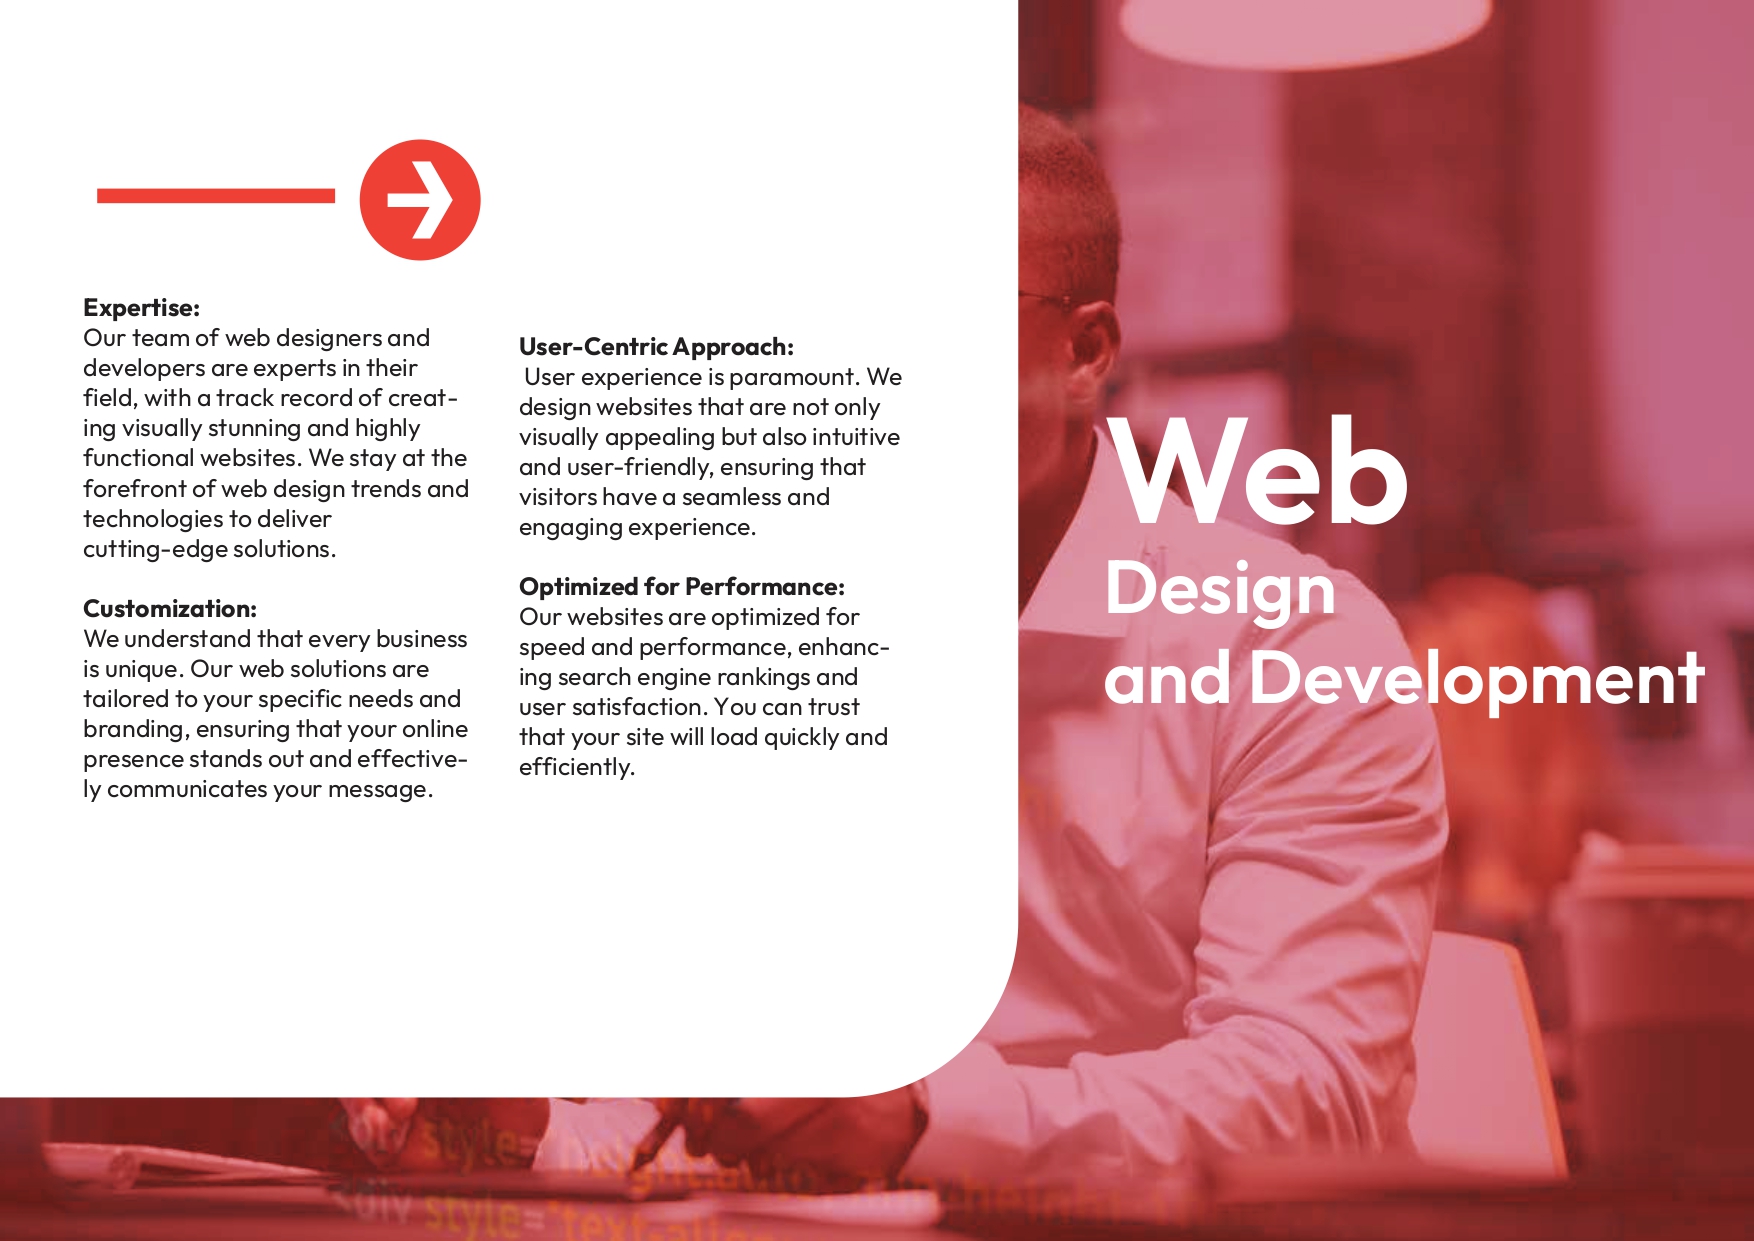 Expertise:
Our team of web designers and
developers are experts in their
field, with a track record of creat-
ing visually stunning and highly
functional websites. We stay at the
forefront of web design trends and
technologies to deliver
cutting-edge solutions.
Customization:
We understand that every business
is unique. Our web solutions are
tailored to your specific needs and
branding, ensuring that your online
presence stands out and effective-
ly communicates your message.
User-Centric Approach:
User experience is paramount. We
design websites that are not only
visually appealing but also intuitive
and user-friendly, ensuring that
visitors have a seamless and
engaging experience.
Optimized for Performance:
Our websites are optimized for
speed and performance, enhanc-
ing search engine rankings and
user satisfaction. You can trust
that your site will load quickly and
efficiently.
Web
Design
and Development
<div style="height:auto
<div style="text-